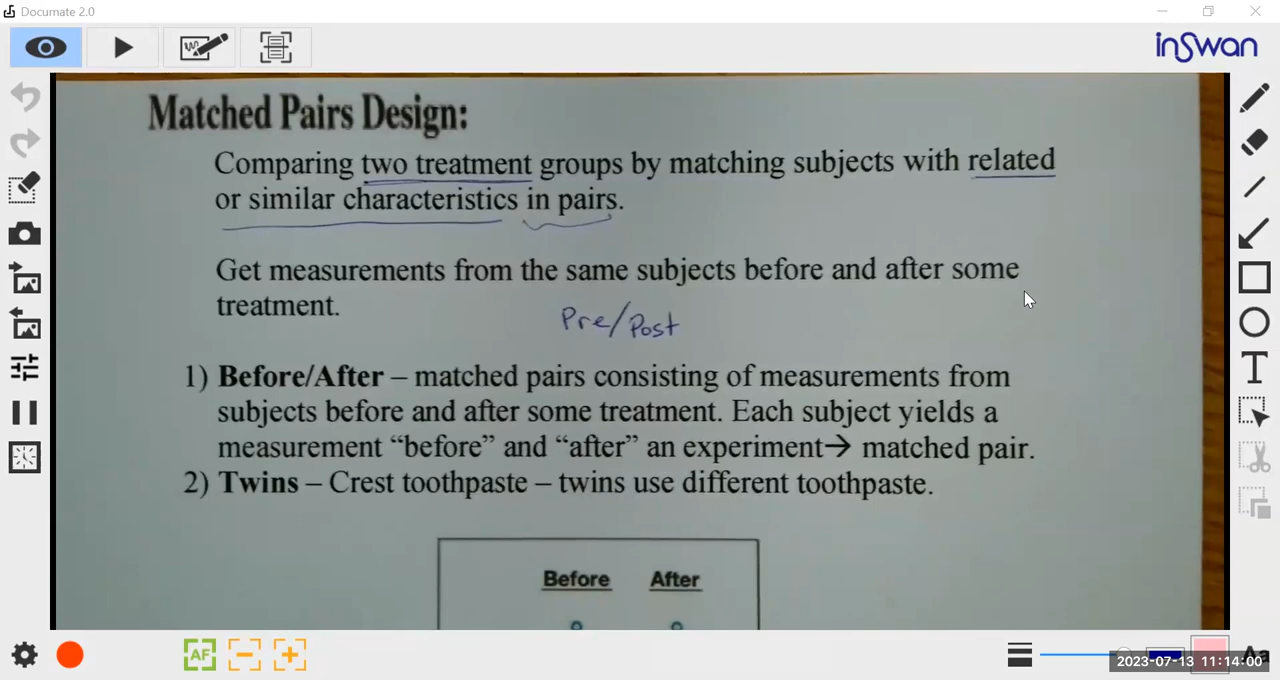 Documate 2.0
inSwan
Matched Pairs Design:
Comparing two treatment groups by matching subjects with related
or similar characteristics in pairs.
Get measurements from the same subjects before and after some
treatment.
Pre/Post
1) Before/After – matched pairs consisting of measurements from
subjects before and after some treatment. Each subject yields a
measurement “before” and “after” an experiment→ matched pair.
2) Twins – Crest toothpaste – twins use different toothpaste.
Before After
T
AF
Aa
2023-07-13 11:14:00